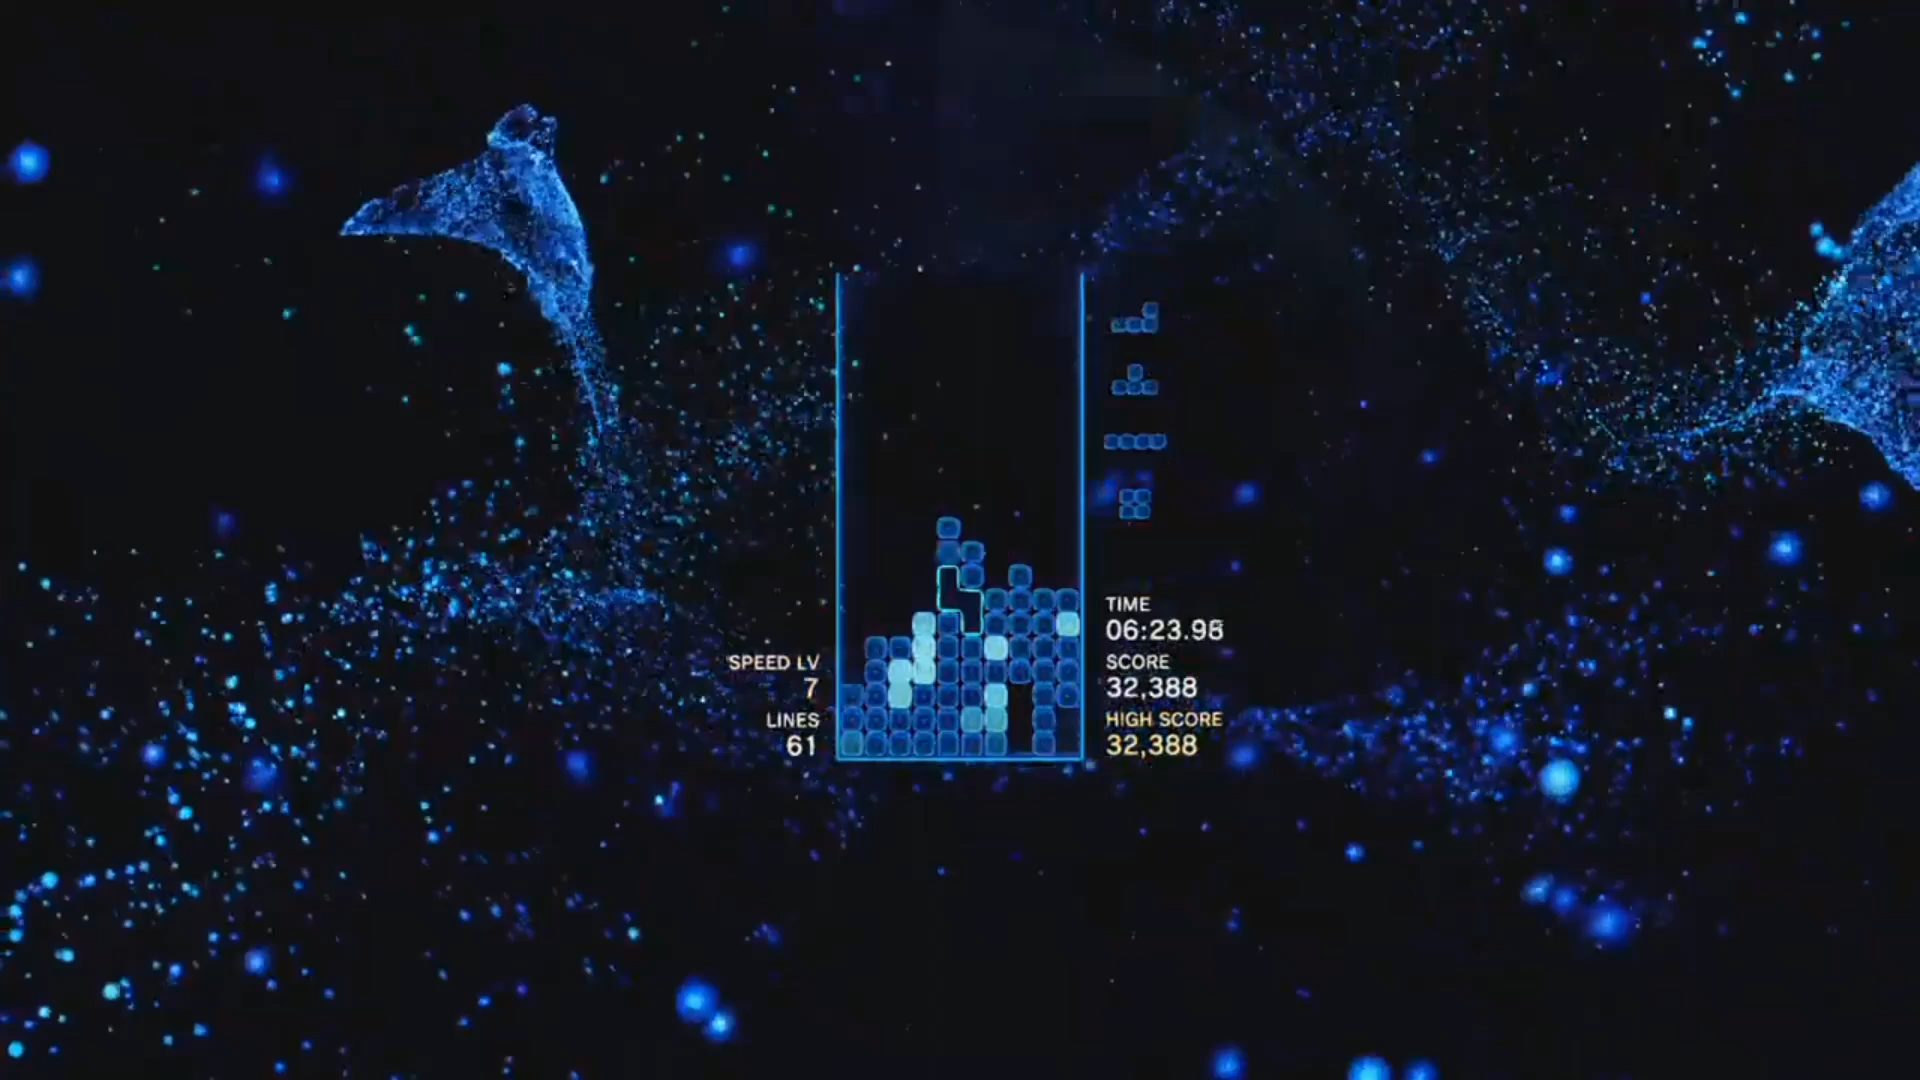 SPEED LV
7
LINES
61
TIME
06:23.98
SCORE
32,388
HIGH SCORE
32,388